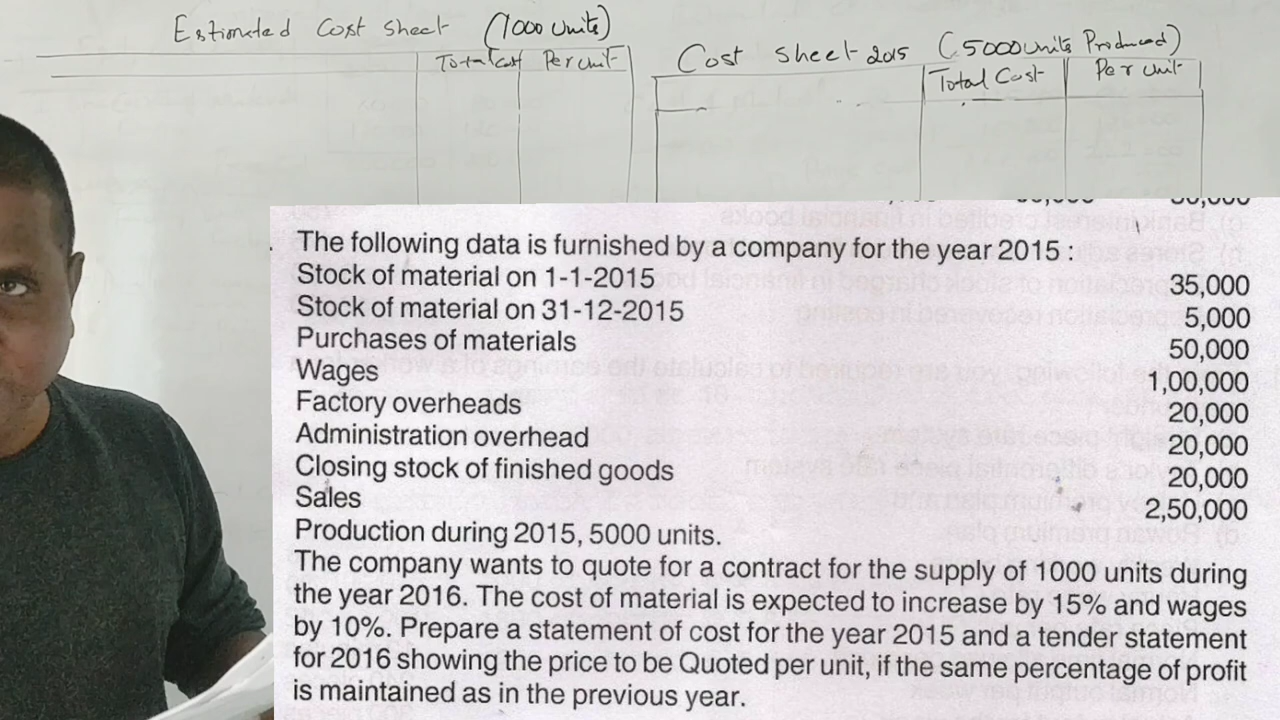 Estimated Cost Sheet (1000 units)
Total Cost Per unit
Cost Sheet 2015 (5000 units Produced)
Total Cost Per unit
The following data is furnished by a company for the year 2015 :
Stock of material on 1-1-2015 35,000
Stock of material on 31-12-2015 5,000
Purchases of materials 50,000
Wages 1,00,000
Factory overheads 20,000
Administration overhead 20,000
Closing stock of finished goods 20,000
Sales 2,50,000
Production during 2015, 5000 units.
The company wants to quote for a contract for the supply of 1000 units during
the year 2016. The cost of material is expected to increase by 15% and wages
by 10%. Prepare a statement of cost for the year 2015 and a tender statement
for 2016 showing the price to be Quoted per unit, if the same percentage of profit
is maintained as in the previous year.